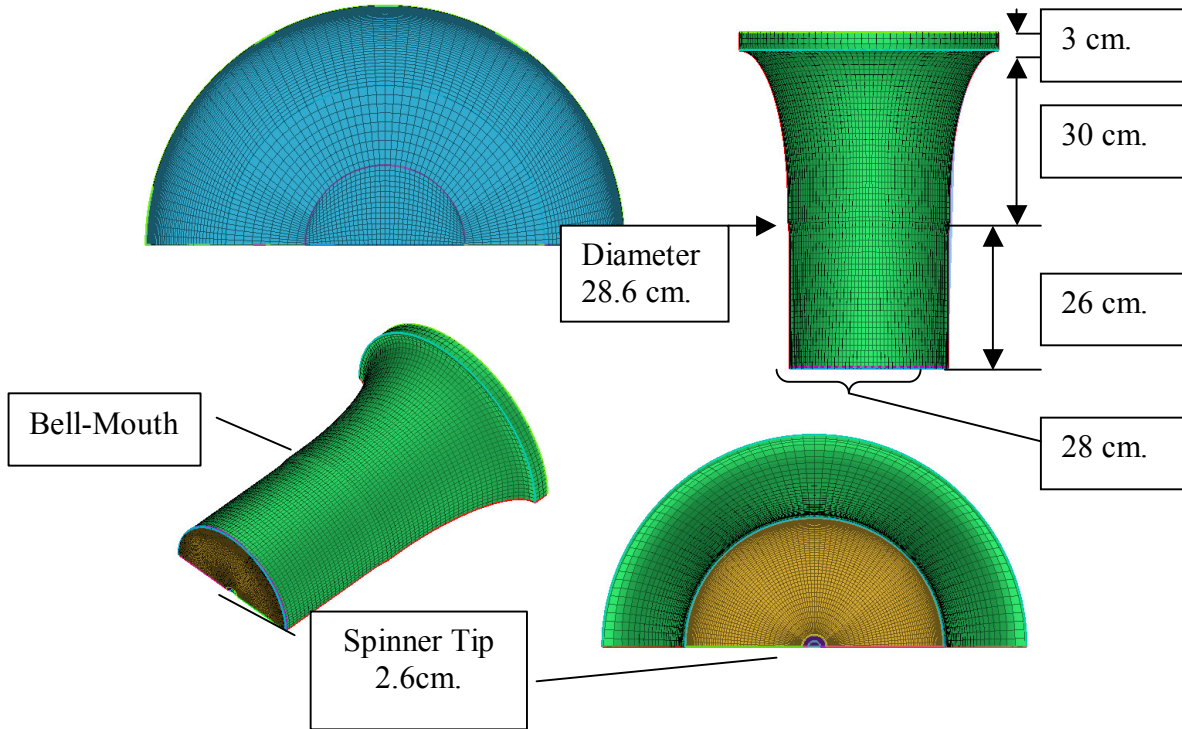 3 cm.
30 cm.
Diameter
28.6 cm.
26 cm.
Bell-Mouth
28 cm.
Spinner Tip
2.6cm.